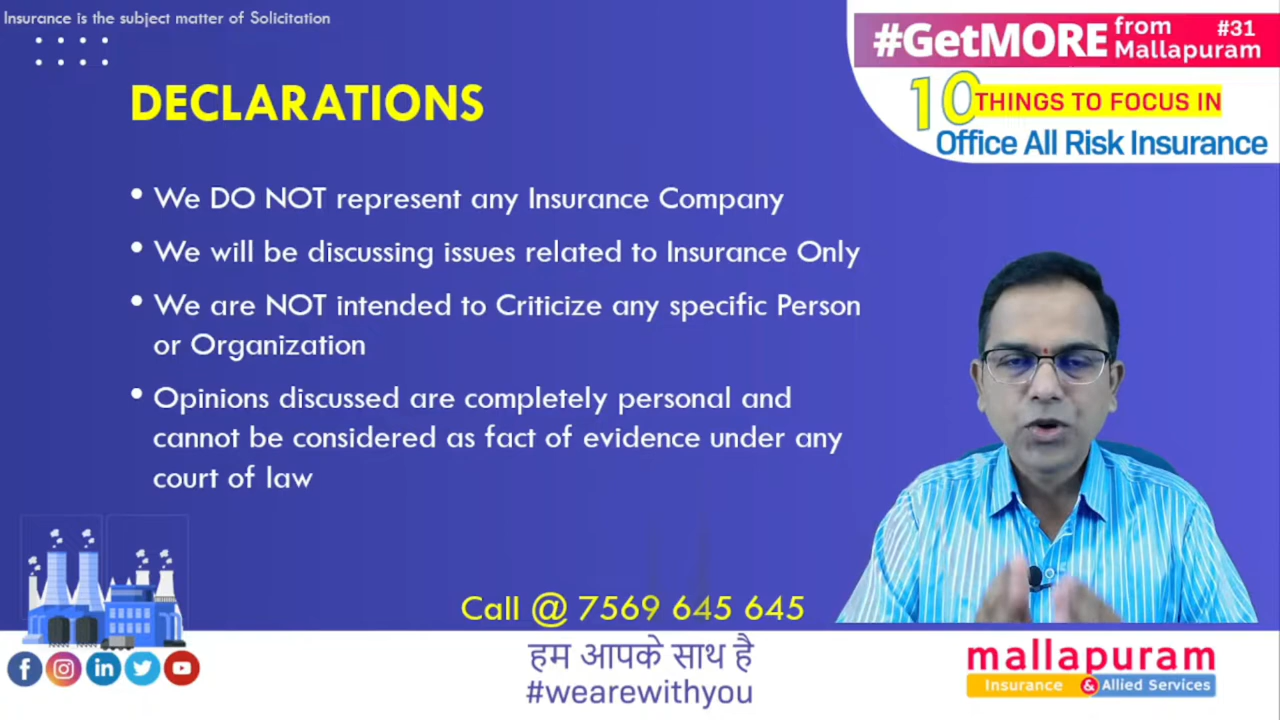 Insurance is the subject matter of Solicitation
#GetMORE from Mallapuram #31
10 THINGS TO FOCUS IN
Office All Risk Insurance
DECLARATIONS
• We DO NOT represent any Insurance Company
• We will be discussing issues related to Insurance Only
• We are NOT intended to Criticize any specific Person
or Organization
• Opinions discussed are completely personal and
cannot be considered as fact of evidence under any
court of law
Call @ 7569 645 645
हम आपके साथ है
#wearewithyou
mallapuram
Insurance & Allied Services